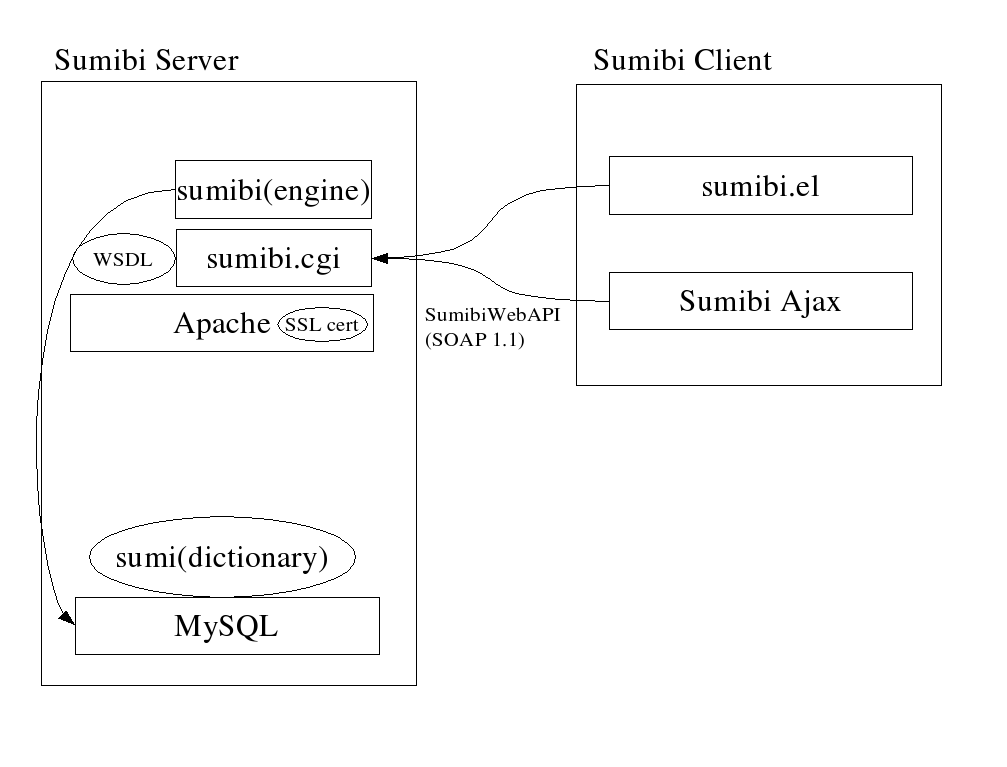 Sumibi Server
sumibi(engine)
WSDL
sumibi.cgi
Apache
SSL cert
sumi(dictionary)
MySQL
SumibiWebAPI
(SOAP 1.1)
Sumibi Client
sumibi.el
Sumibi Ajax